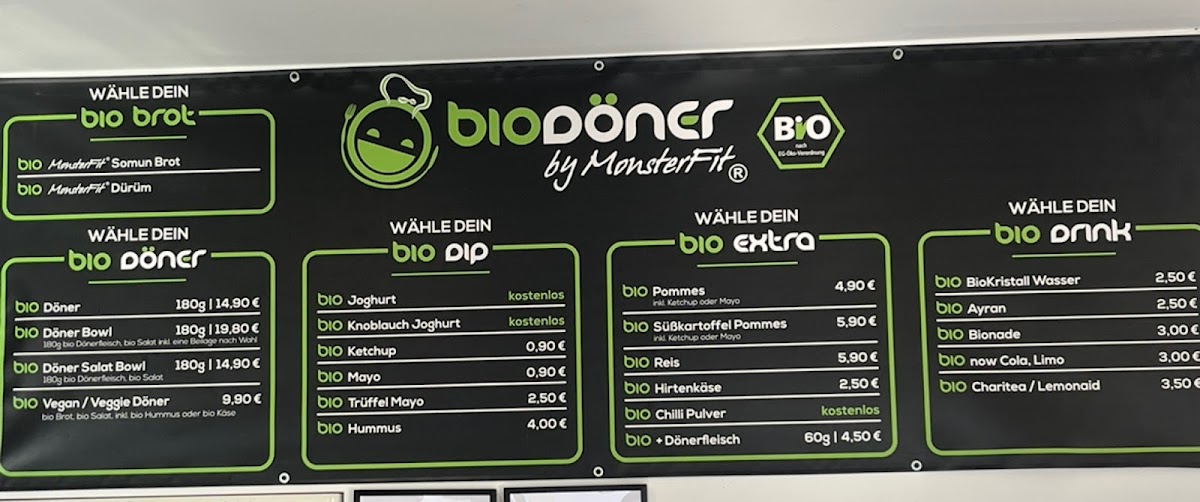 WÄHLE DEIN
bio brot
bio MonsterFit® Somun Brot
bio MonsterFit® Dürüm
WÄHLE DEIN
bio DÖNER
bio Döner 180g | 14,90 €
bio Döner Bowl 180g | 19,80 €
180g bio Dönerfleisch, bio Salat inkl. eine Beilage nach Wahl
bio Döner Salat Bowl 180g | 14,90 €
180g bio Dönerfleisch, bio Salat
bio Vegan / Veggie Döner 9,90 €
bio Brot, bio Salat, inkl. bio Hummus oder bio Käse
bioDÖNER
by MonsterFit®
BiO
nach
EG-Öko-Verordnung
WÄHLE DEIN
bio DIP
bio Joghurt kostenlos
bio Knoblauch Joghurt kostenlos
bio Ketchup 0,90 €
bio Mayo 0,90 €
bio Trüffel Mayo 2,50 €
bio Hummus 4,00 €
WÄHLE DEIN
bio EXTRA
bio Pommes 4,90 €
inkl. Ketchup oder Mayo
bio Süßkartoffel Pommes 5,90 €
inkl. Ketchup oder Mayo
bio Reis 5,90 €
bio Hirtenkäse 2,50 €
bio Chilli Pulver kostenlos
bio + Dönerfleisch 60g | 4,50 €
WÄHLE DEIN
bio DRINK
bio BioKristall Wasser 2,50 €
bio Ayran 2,50 €
bio Bionade 3,00 €
bio now Cola, Limo 3,00 €
bio Charitea / Lemonaid 3,50 €